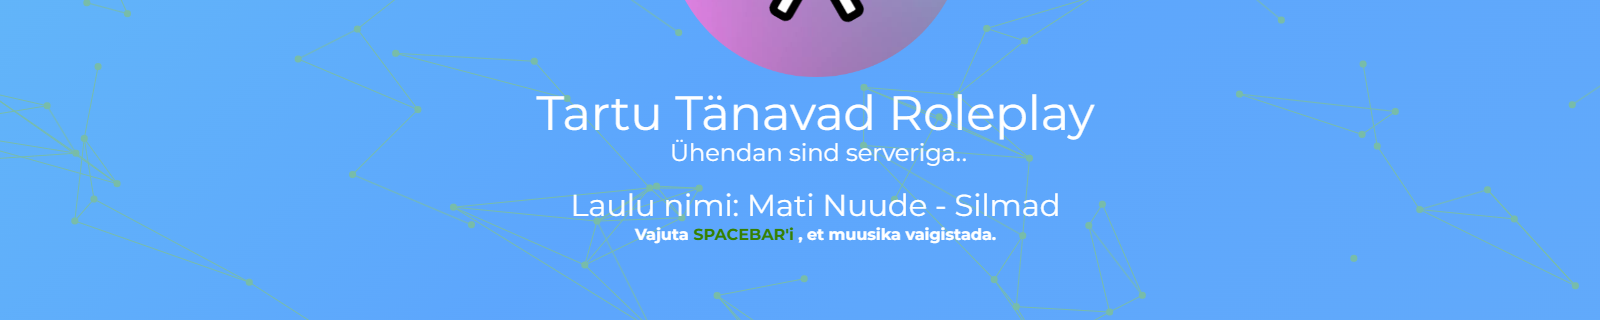 Tartu Tänavad Roleplay
Ühendan sind serveriga..
Laulu nimi: Mati Nuude - Silmad
Vajuta SPACEBAR'i , et muusika vaigistada.